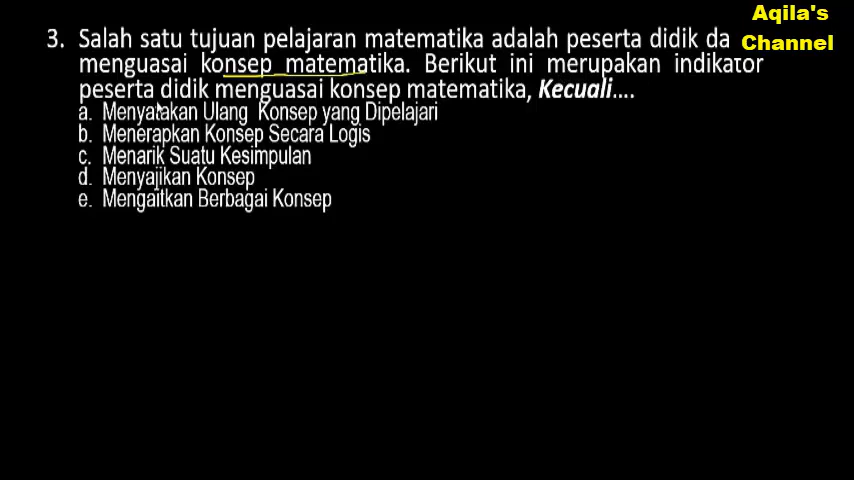 Aqila's
Channel
3. Salah satu tujuan pelajaran matematika adalah peserta didik da
menguasai konsep matematika. Berikut ini merupakan indikator
peserta didik menguasai konsep matematika, Kecuali....
a. Menyatakan Ulang Konsep yang Dipelajari
b. Menerapkan Konsep Secara Logis
c. Menarik Suatu Kesimpulan
d. Menyajikan Konsep
e. Mengaitkan Berbagai Konsep